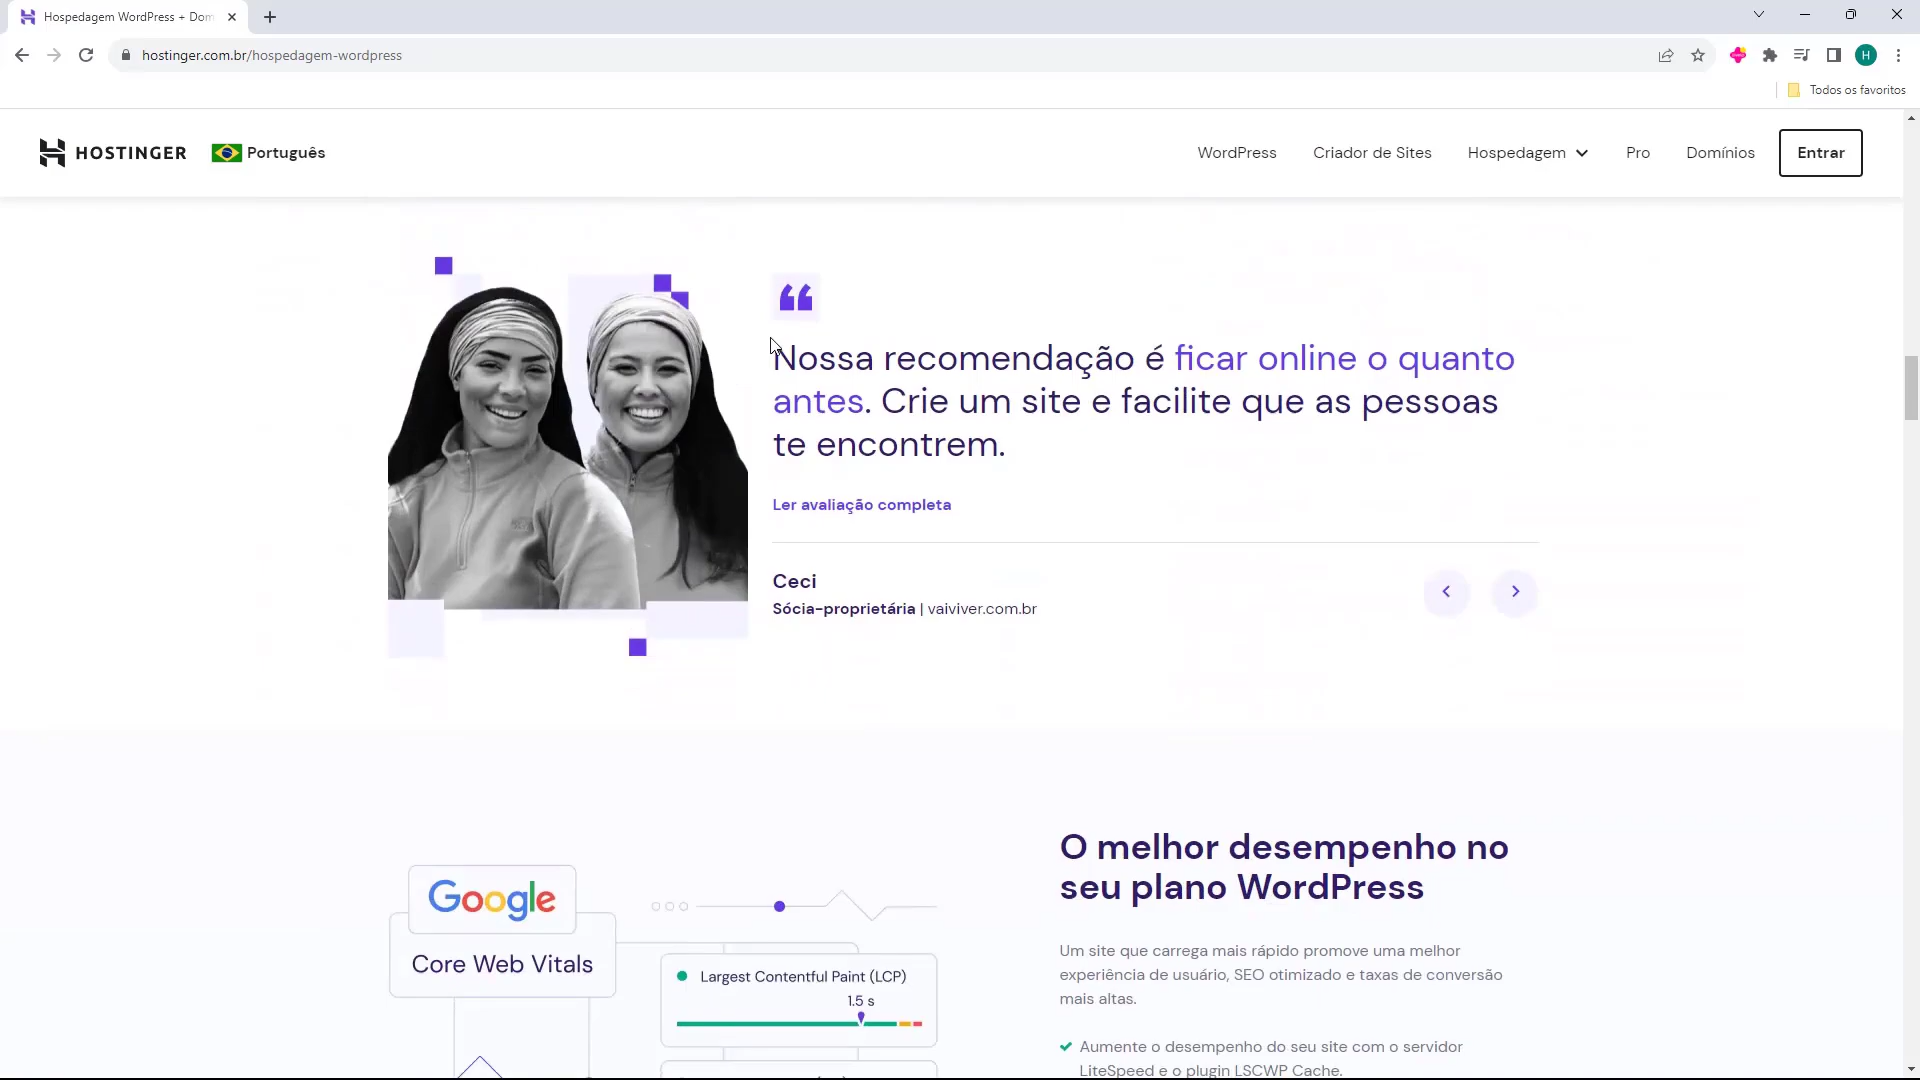 Hospedagem WordPress + Dom
hostinger.com.br/hospedagem-wordpress
H
Todos os favoritos
HOSTINGER
Português
WordPress
Criador de Sites
Hospedagem
Pro
Domínios
Entrar
Nossa recomendação é ficar online o quanto
antes. Crie um site e facilite que as pessoas
te encontrem.
Ler avaliação completa
Ceci
Sócia-proprietária | vaiviver.com.br
Google
Core Web Vitals
Largest Contentful Paint (LCP)
1.5 s
O melhor desempenho no
seu plano WordPress
Um site que carrega mais rápido promove uma melhor
experiência de usuário, SEO otimizado e taxas de conversão
mais altas.
Aumente o desempenho do seu site com o servidor
LiteSpeed e o plugin LSCWP Cache.